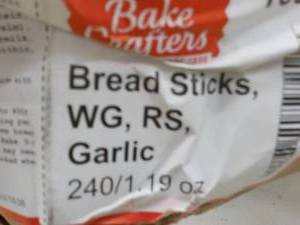 Bake
Crafters
Bread Sticks,
WG, RS,
Garlic
240/1.19 oz